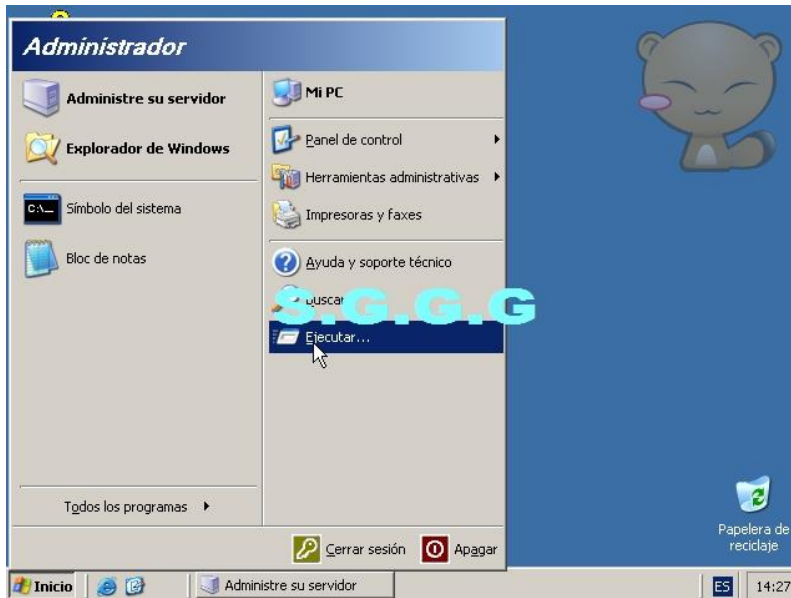 Administrador
Administre su servidor
Explorador de Windows
C:\_
Símbolo del sistema
Bloc de notas
Todos los programas
Mi PC
Panel de control
Herramientas administrativas
Impresoras y faxes
Ayuda y soporte técnico
Buscar
S.G.G.G
Ejecutar...
Cerrar sesión
Apagar
Papelera de
reciclaje
Inicio
Administre su servidor
ES
14:27